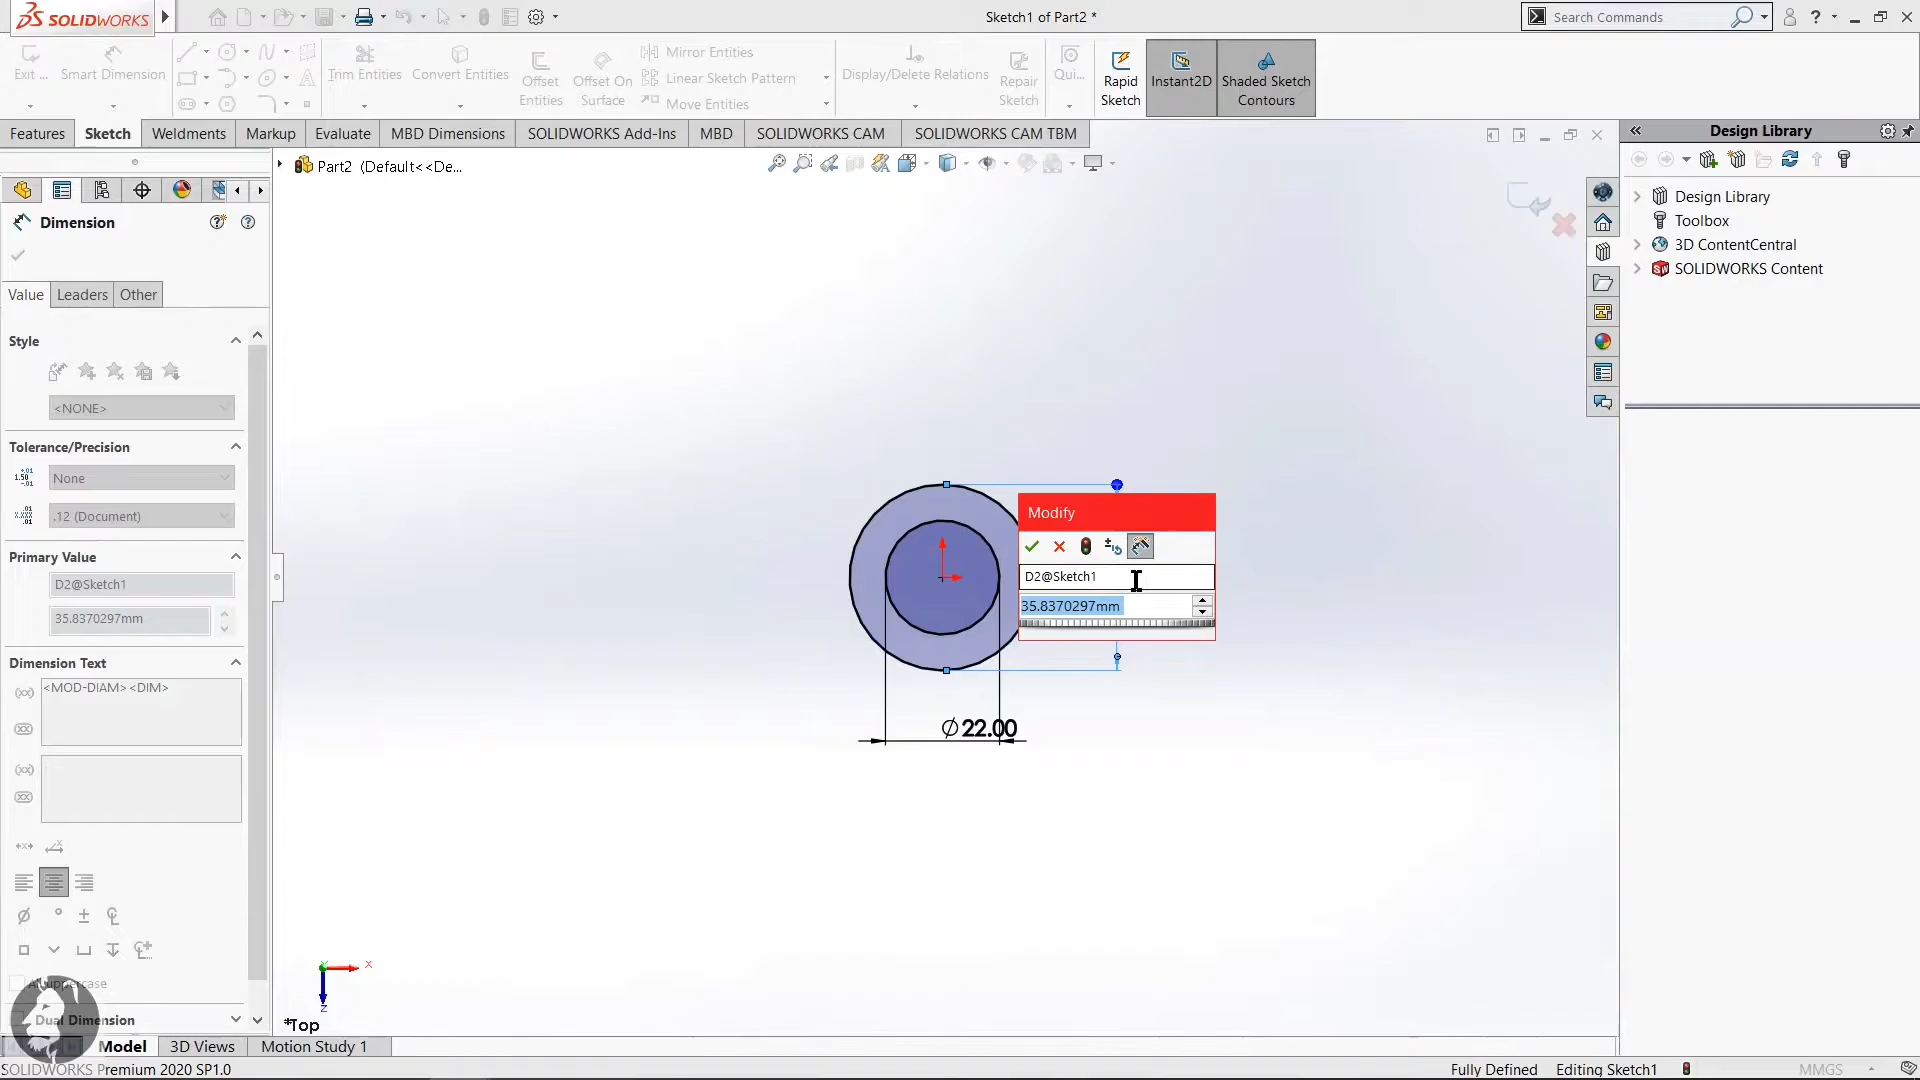 SOLIDWORKS
Sketch1 of Part2 *
Search Commands
Exit ...
Smart Dimension
Trim Entities
Convert Entities
Offset Entities
Offset On Surface
Mirror Entities
Linear Sketch Pattern
Move Entities
Display/Delete Relations
Repair Sketch
Qui...
Rapid Sketch
Instant2D
Shaded Sketch Contours
Features
Sketch
Weldments
Markup
Evaluate
MBD Dimensions
SOLIDWORKS Add-Ins
MBD
SOLIDWORKS CAM
SOLIDWORKS CAM TBM
Design Library
Part2 (Default<<De...
Design Library
Toolbox
3D ContentCentral
SOLIDWORKS Content
Dimension
Value
Leaders
Other
Style
<NONE>
Tolerance/Precision
None
.12 (Document)
Primary Value
D2@Sketch1
35.8370297mm
Dimension Text
<MOD-DIAM><DIM>
Dual Dimension
Modify
D2@Sketch1
35.8370297mm
∅22.00
X
Z
*Top
Model
3D Views
Motion Study 1
SOLIDWORKS Premium 2020 SP1.0
Fully Defined
Editing Sketch1
MMGS